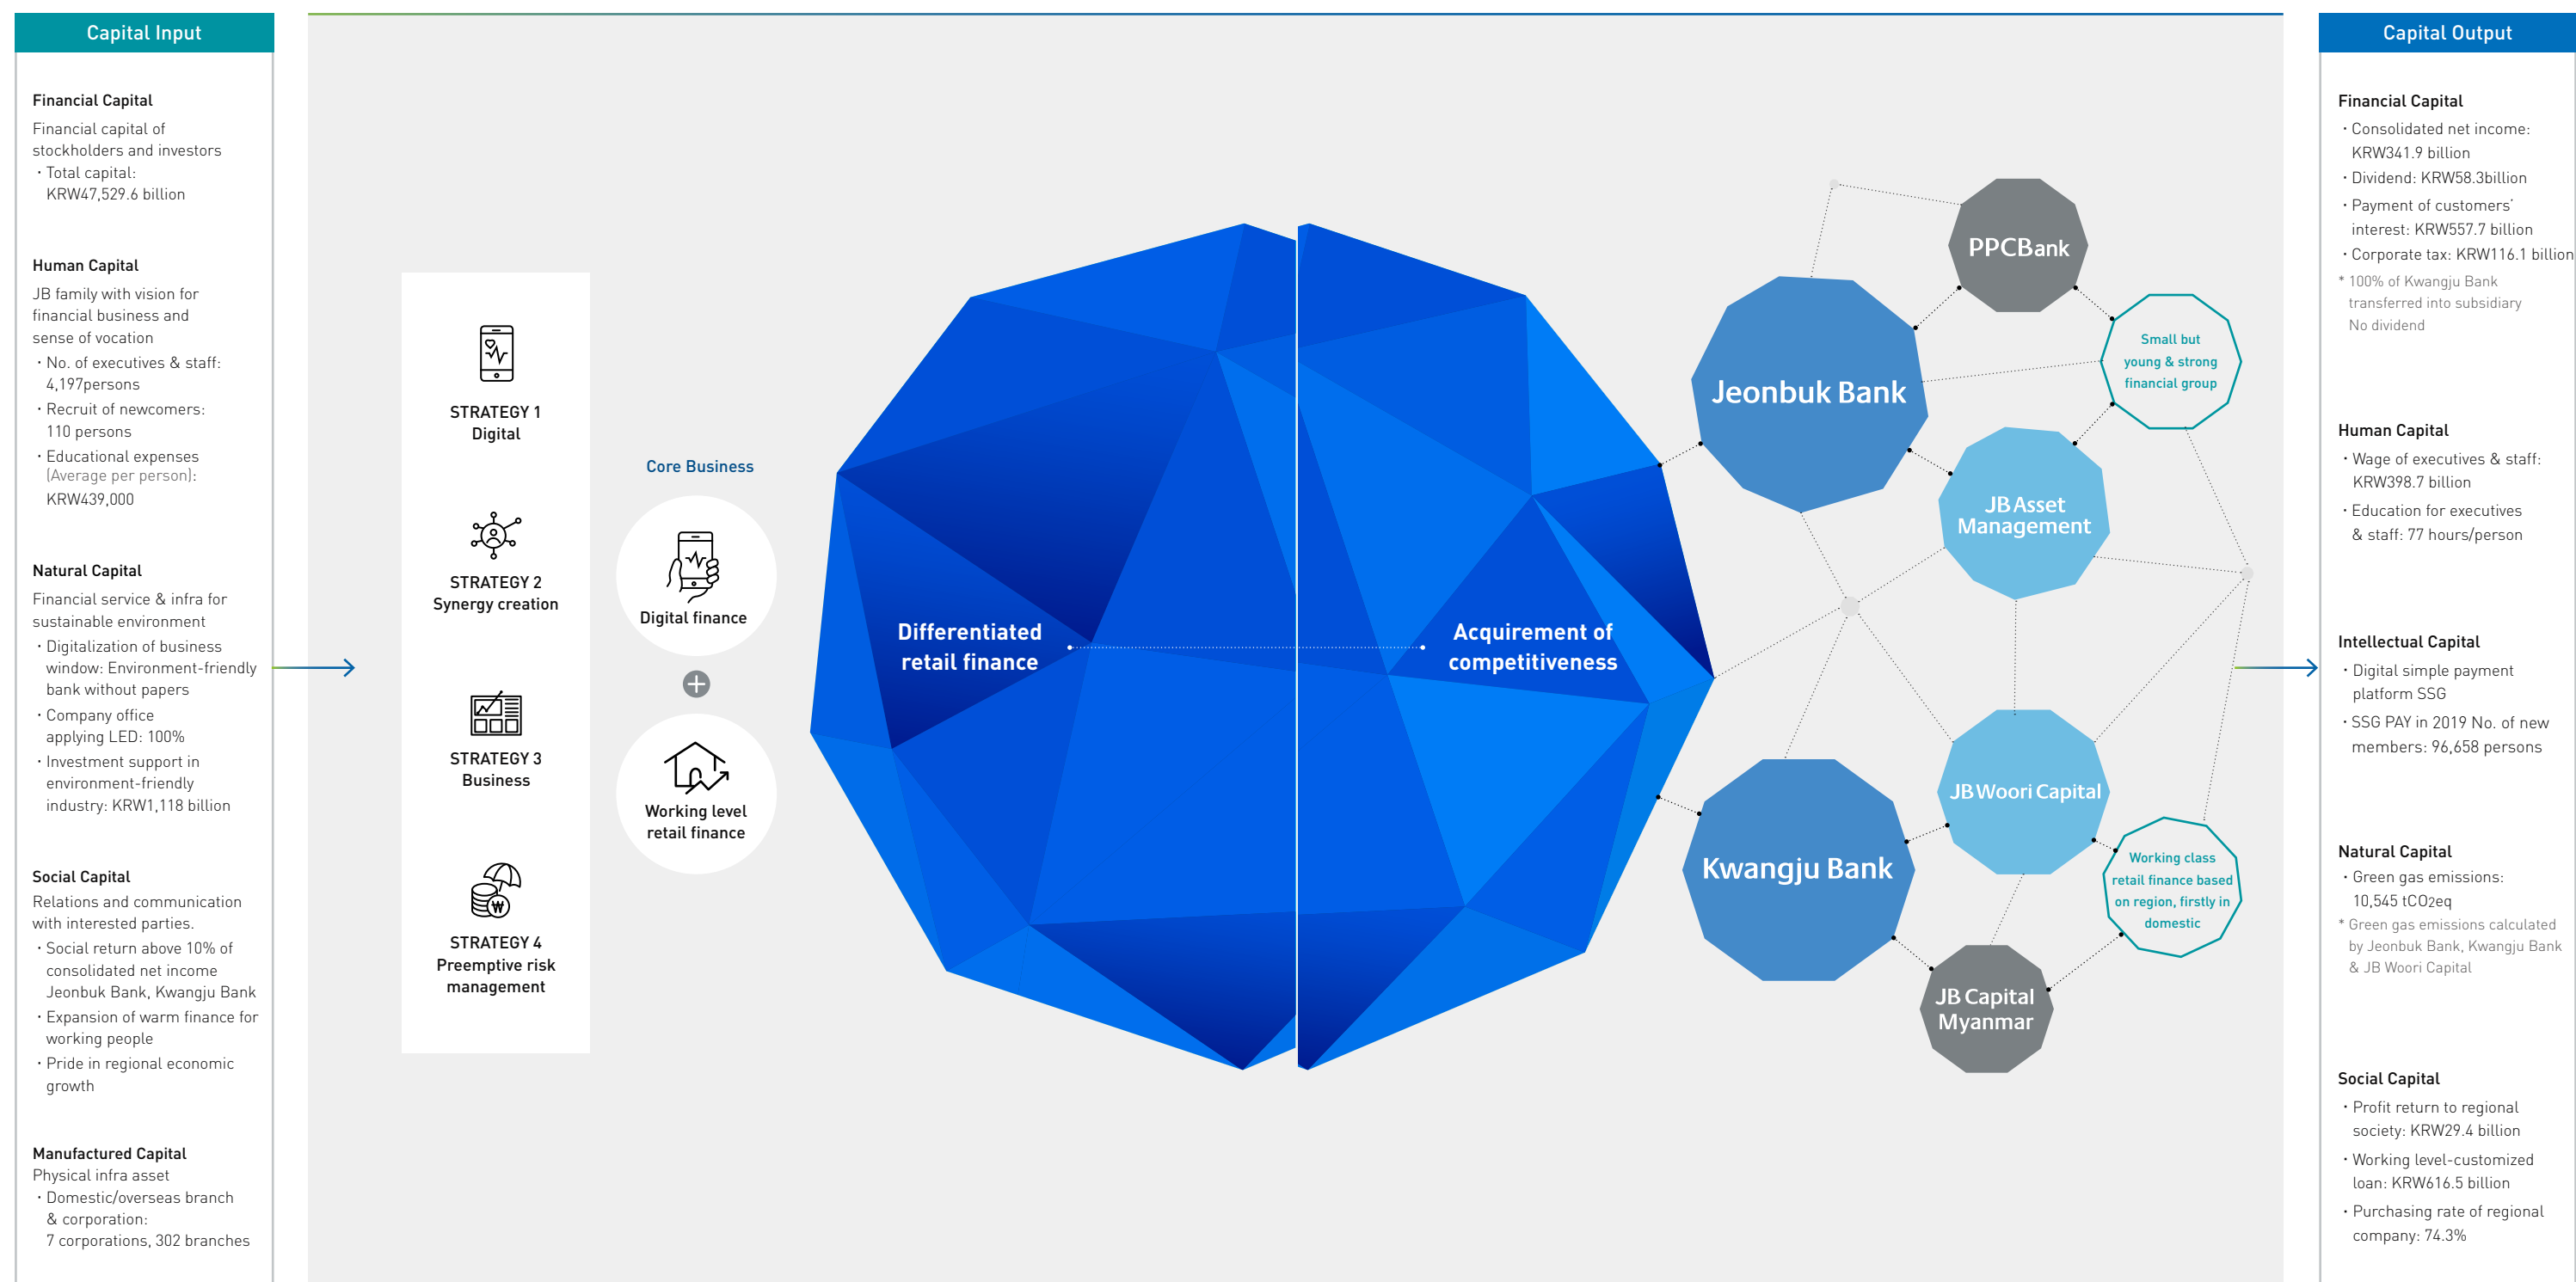 Capital Input
Financial Capital
Financial capital of
stockholders and investors
· Total capital:
KRW47,529.6 billion
Human Capital
JB family with vision for
financial business and
sense of vocation
· No. of executives & staff:
4,197persons
· Recruit of newcomers:
110 persons
· Educational expenses
(Average per person):
KRW439,000
Natural Capital
Financial service & infra for
sustainable environment
· Digitalization of business
window: Environment-friendly
bank without papers
· Company office
applying LED: 100%
· Investment support in
environment-friendly
industry: KRW1,118 billion
Social Capital
Relations and communication
with interested parties.
· Social return above 10% of
consolidated net income
Jeonbuk Bank, Kwangju Bank
· Expansion of warm finance for
working people
· Pride in regional economic
growth
Manufactured Capital
Physical infra asset
· Domestic/overseas branch
& corporation:
7 corporations, 302 branches
STRATEGY 1
Digital
STRATEGY 2
Synergy creation
STRATEGY 3
Business
STRATEGY 4
Preemptive risk
management
Core Business
Digital finance
Working level
retail finance
Differentiated
retail finance
Acquirement of
competitiveness
PPCBank
Jeonbuk Bank
Small but
young & strong
financial group
JB Asset
Management
JB Woori Capital
Kwangju Bank
Working class
retail finance based
on region, firstly in
domestic
JB Capital
Myanmar
Capital Output
Financial Capital
· Consolidated net income:
KRW341.9 billion
· Dividend: KRW58.3billion
· Payment of customers'
interest: KRW557.7 billion
· Corporate tax: KRW116.1 billion
* 100% of Kwangju Bank
transferred into subsidiary
No dividend
Human Capital
· Wage of executives & staff:
KRW398.7 billion
· Education for executives
& staff: 77 hours/person
Intellectual Capital
· Digital simple payment
platform SSG
· SSG PAY in 2019 No. of new
members: 96,658 persons
Natural Capital
· Green gas emissions:
10,545 tCO2eq
* Green gas emissions calculated
by Jeonbuk Bank, Kwangju Bank
& JB Woori Capital
Social Capital
· Profit return to regional
society: KRW29.4 billion
· Working level-customized
loan: KRW616.5 billion
· Purchasing rate of regional
company: 74.3%